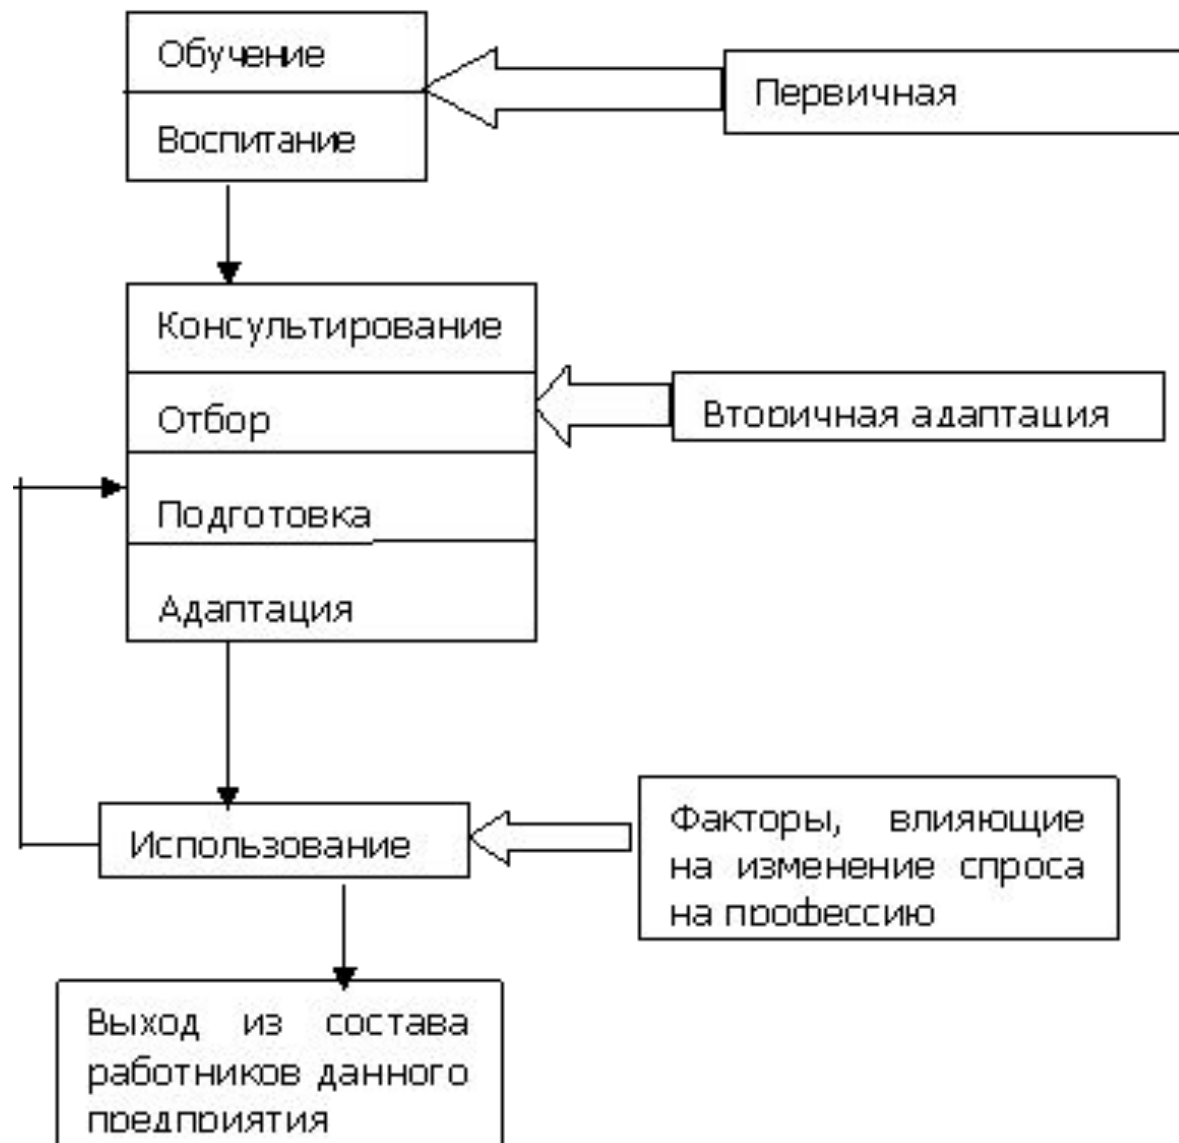 Обучение
Первичная
Воспитание
Консультирование
Отбор
Вторичная адаптация
Подготовка
Адаптация
Использование
Факторы, влияющие
на изменение спроса
на профессию
Выход из состава
работников данного
предприятия